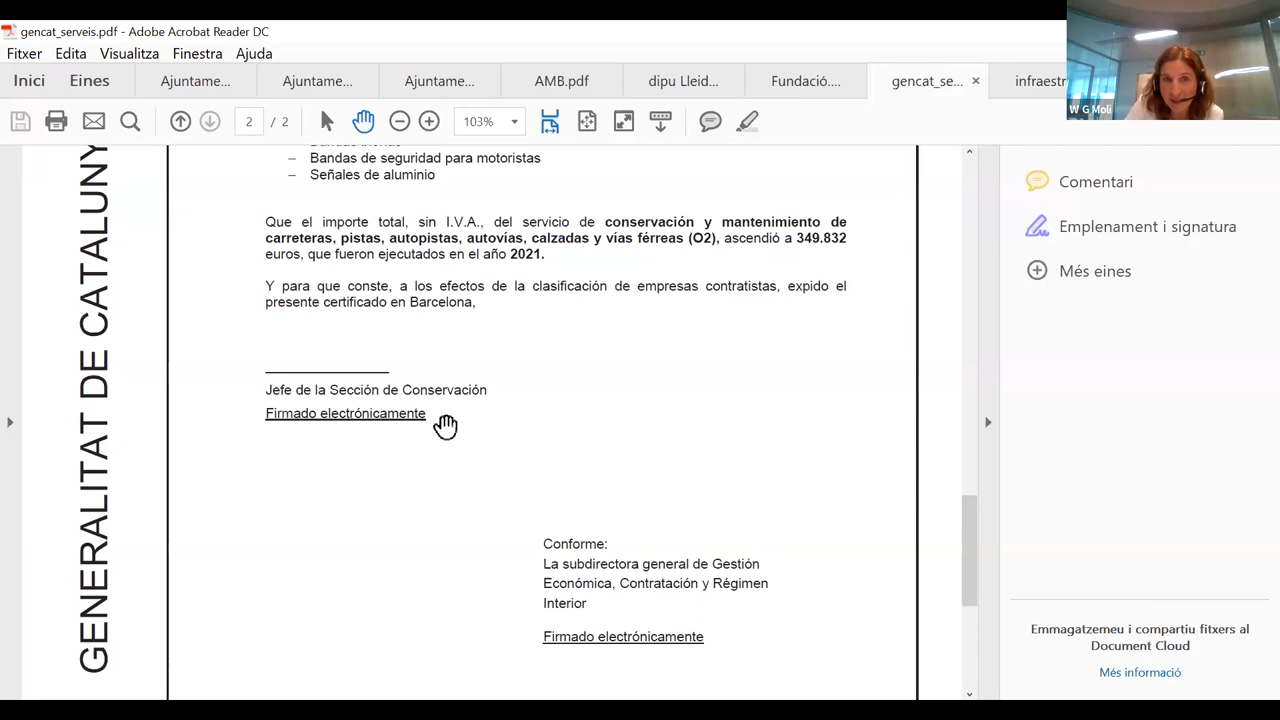 gencat_serveis.pdf - Adobe Acrobat Reader DC
Fitxer Edita Visualitza Finestra Ajuda
Inici Eines Ajuntame... Ajuntame... Ajuntame... AMB.pdf dipu Lleid... Fundació.... gencat_se... × infraestr
W G Moli
2 / 2 103%
GENERALITAT DE CATALUNY
– Bandas de seguridad para motoristas
– Señales de aluminio
Que el importe total, sin I.V.A., del servicio de conservación y mantenimiento de
carreteras, pistas, autopistas, autovías, calzadas y vías férreas (O2), ascendió a 349.832
euros, que fueron ejecutados en el año 2021.
Y para que conste, a los efectos de la clasificación de empresas contratistas, expido el
presente certificado en Barcelona,
Jefe de la Sección de Conservación
Firmado electrónicamente
Conforme:
La subdirectora general de Gestión
Económica, Contratación y Régimen
Interior
Firmado electrónicamente
Comentari
Emplenament i signatura
Més eines
Emmagatzemeu i compartiu fitxers al
Document Cloud
Més informació